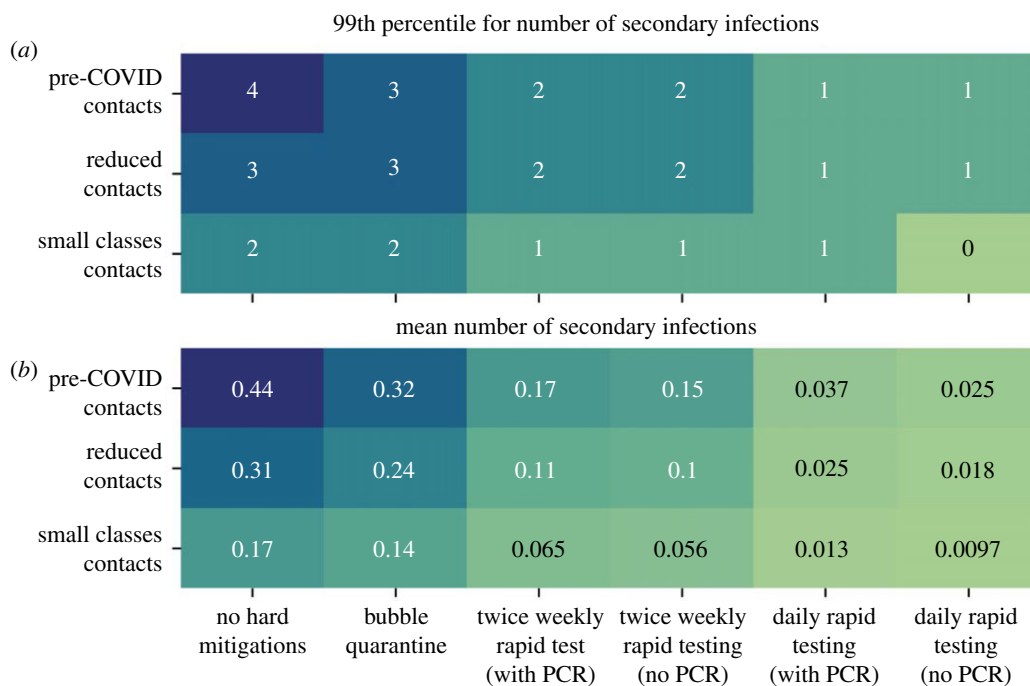 99th percentile for number of secondary infections
(a)
pre-COVID
contacts
4 3 2 2 1 1
reduced
contacts
3 3 2 2 1 1
small classes
contacts
2 2 1 1 1 0
mean number of secondary infections
(b)
pre-COVID
contacts
0.44 0.32 0.17 0.15 0.037 0.025
reduced
contacts
0.31 0.24 0.11 0.1 0.025 0.018
small classes
contacts
0.17 0.14 0.065 0.056 0.013 0.0097
no hard
mitigations
bubble
quarantine
twice weekly
rapid test
(with PCR)
twice weekly
rapid testing
(no PCR)
daily rapid
testing
(with PCR)
daily rapid
testing
(no PCR)